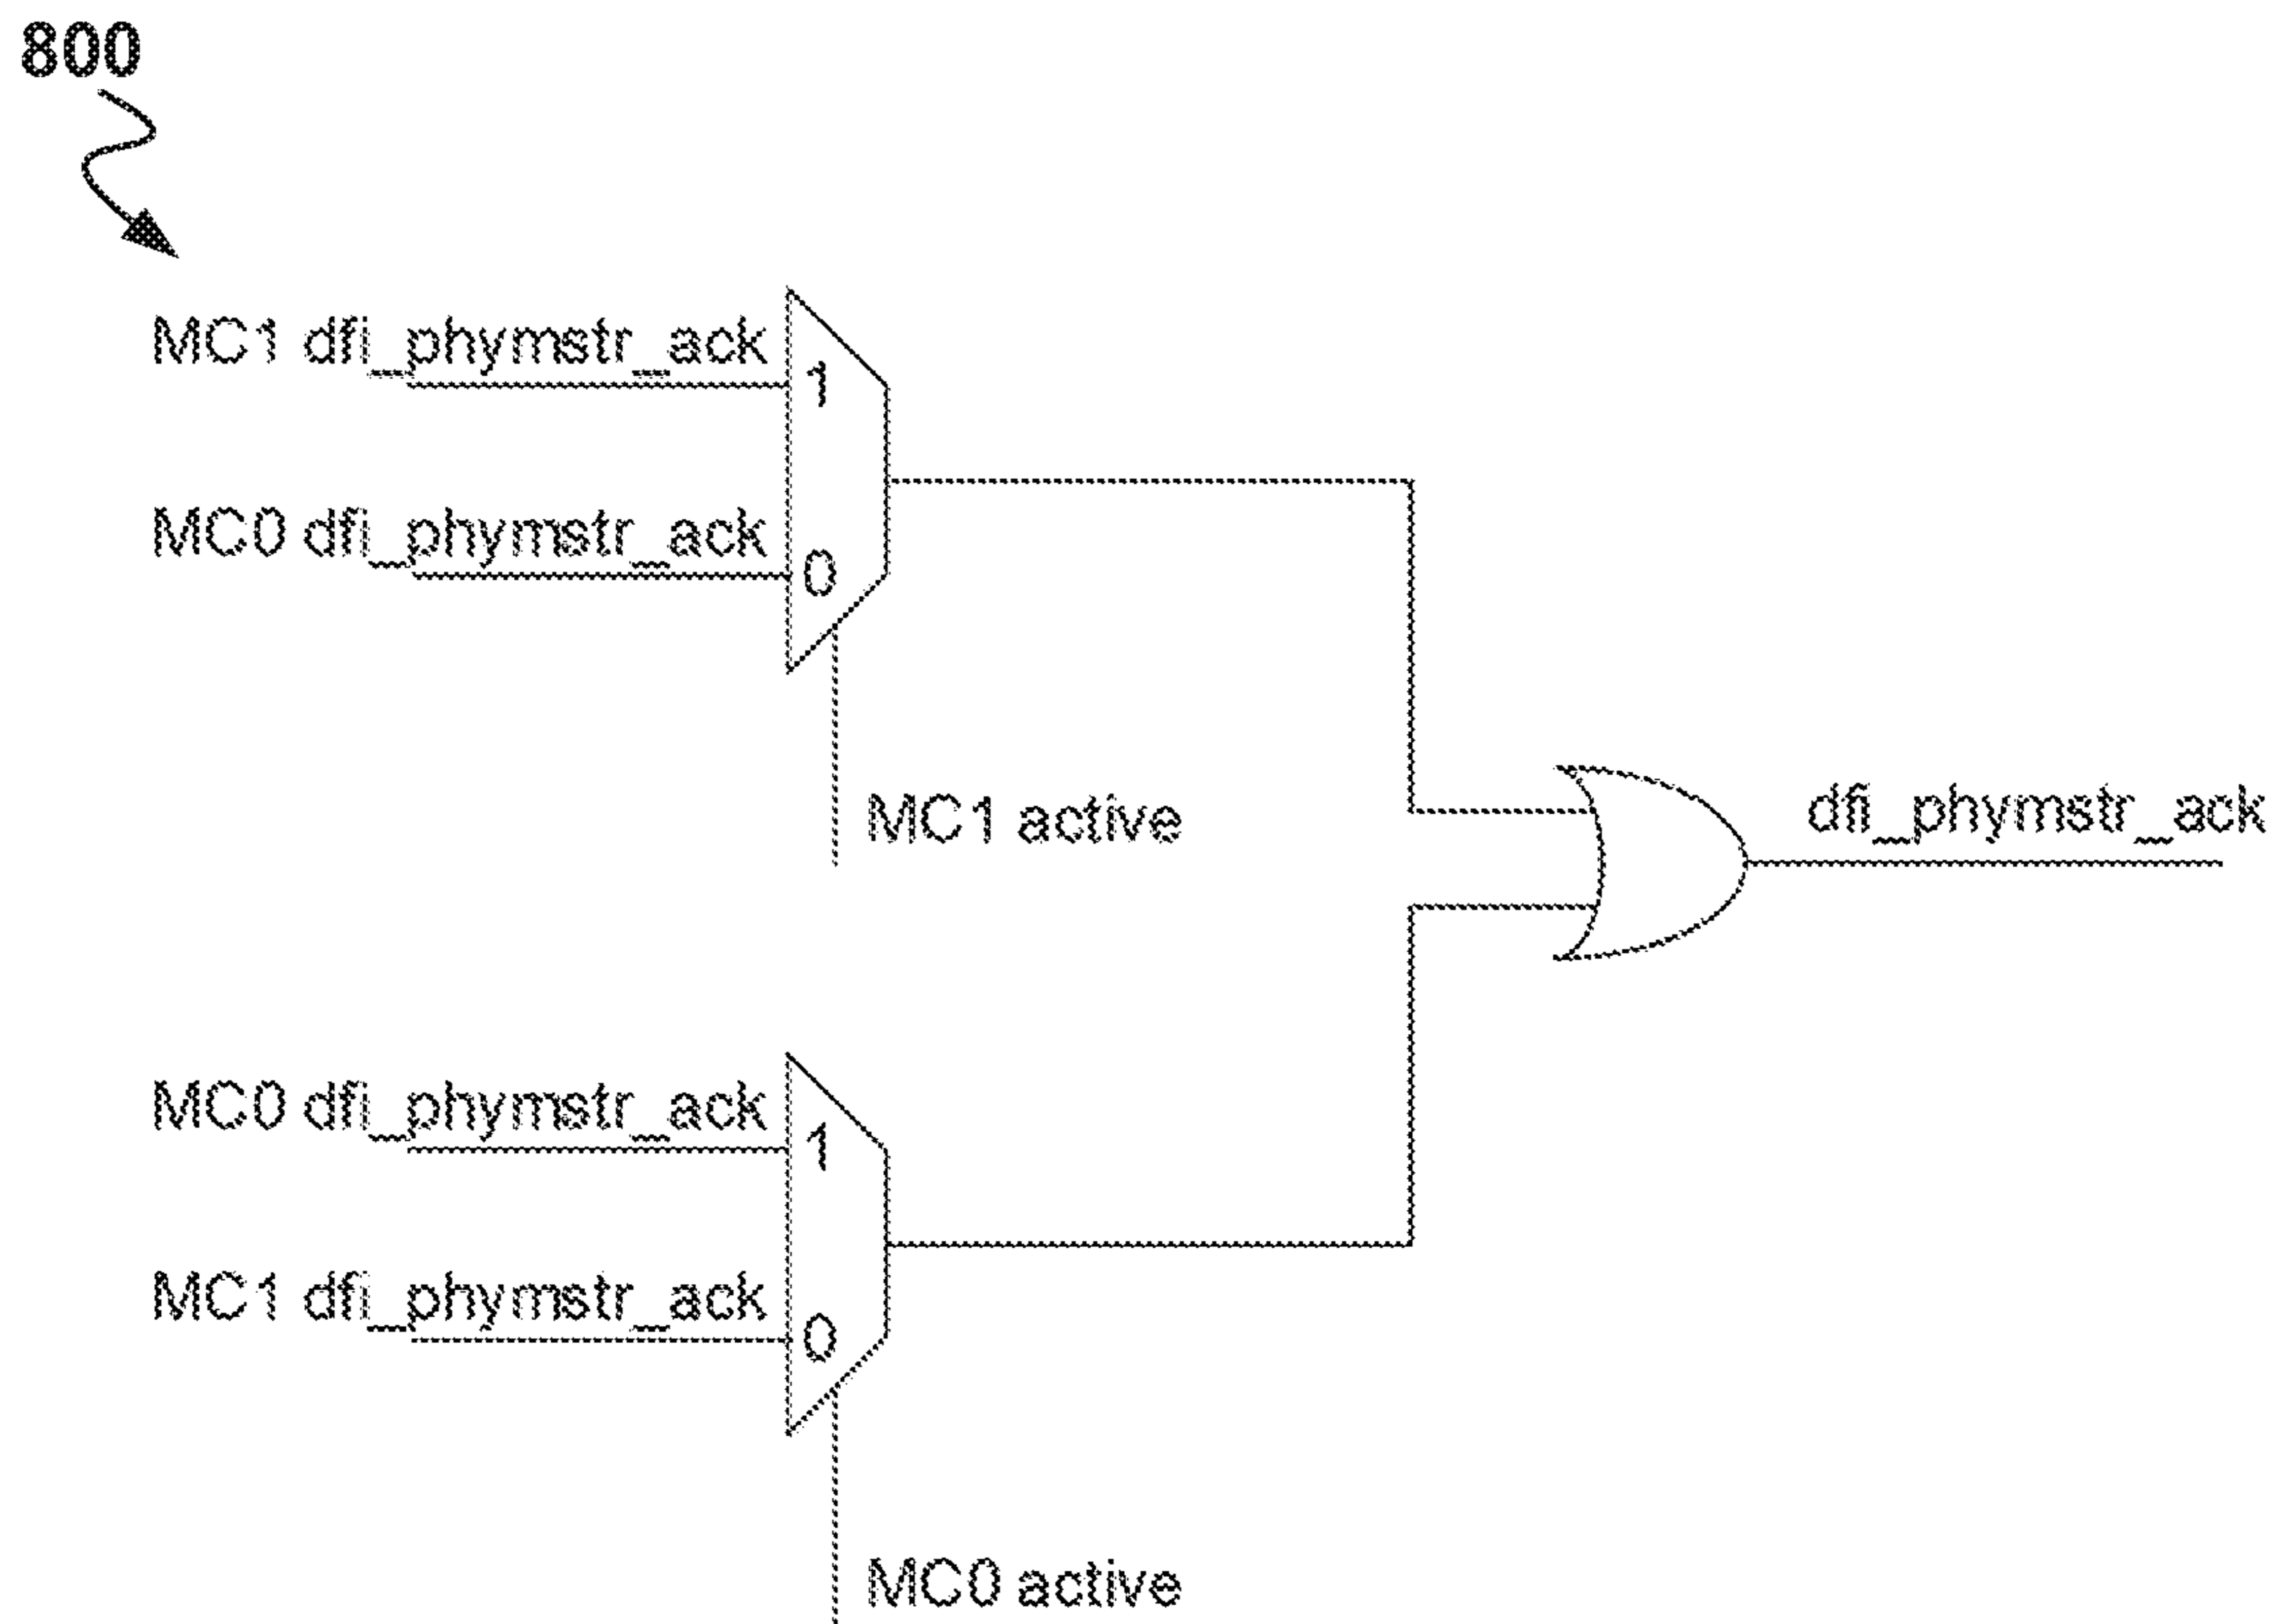 800
MC1 dfi_phymstr_ack
1
MC0 dfi_phymstr_ack
0
MC1 active
dfi_phymstr_ack
MC0 dfi_phymstr_ack
1
MC1 dfi_phymstr_ack
0
MC0 active